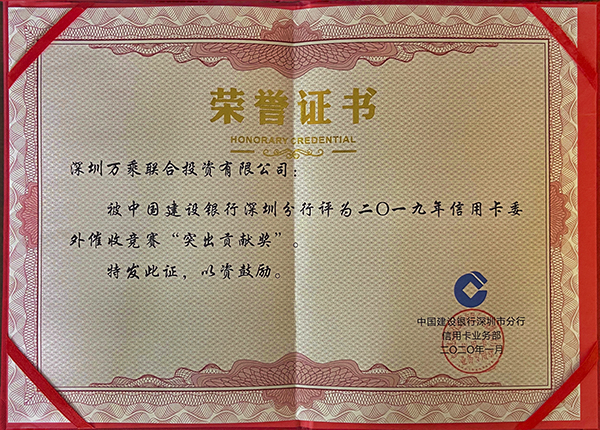 荣誉证书
HONORARY CREDENTIAL
深圳万乘联合投资有限公司：
被中国建设银行深圳分行评为二〇一九年信用卡委
外催收竞赛“突出贡献奖”。
特发此证，以资鼓励。
中国建设银行深圳市分行
信用卡业务部
二〇二〇年一月